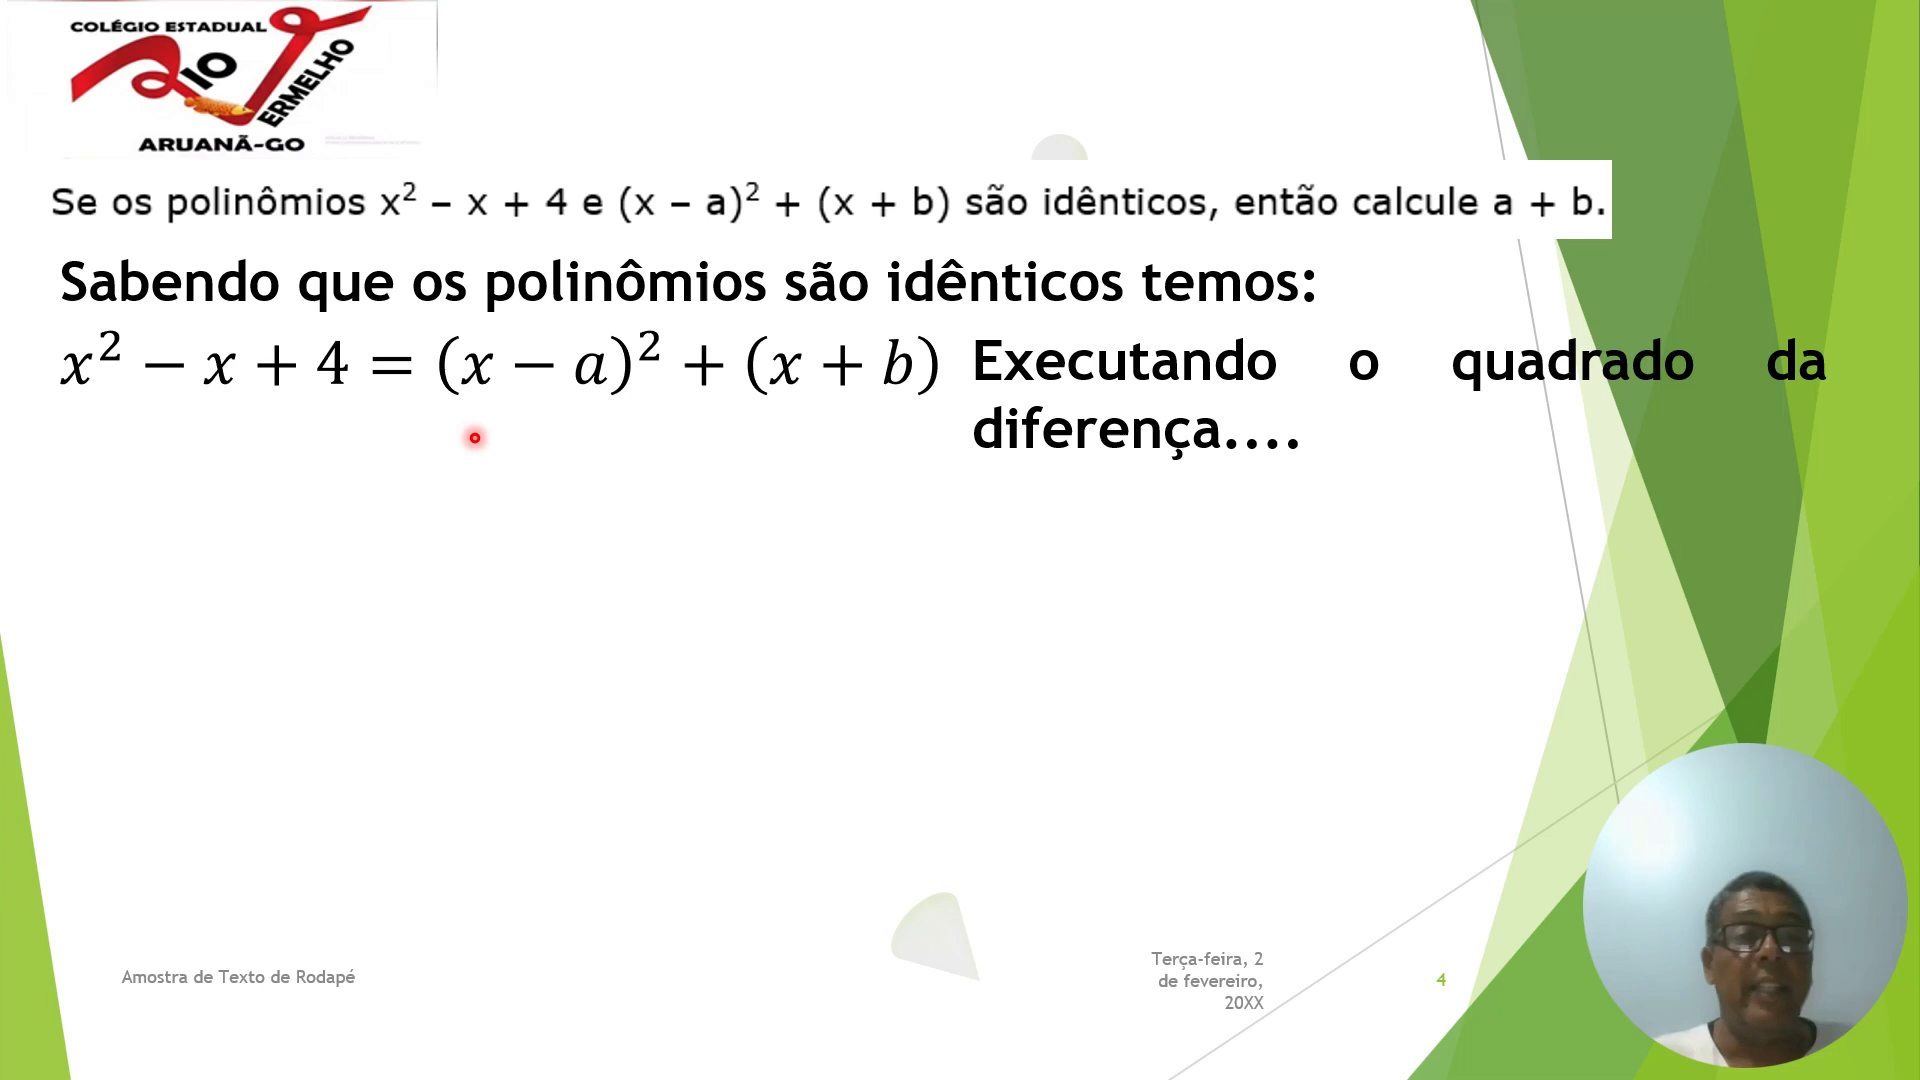 COLÉGIO ESTADUAL
RIO
VERMELHO
ARUANÃ-GO
Se os polinômios x² – x + 4 e (x – a)² + (x + b) são idênticos, então calcule a + b.
Sabendo que os polinômios são idênticos temos:
x² − x + 4 = (x − a)² + (x + b) Executando o quadrado da
diferença....
Amostra de Texto de Rodapé
Terça-feira, 2
de fevereiro,
20XX
4